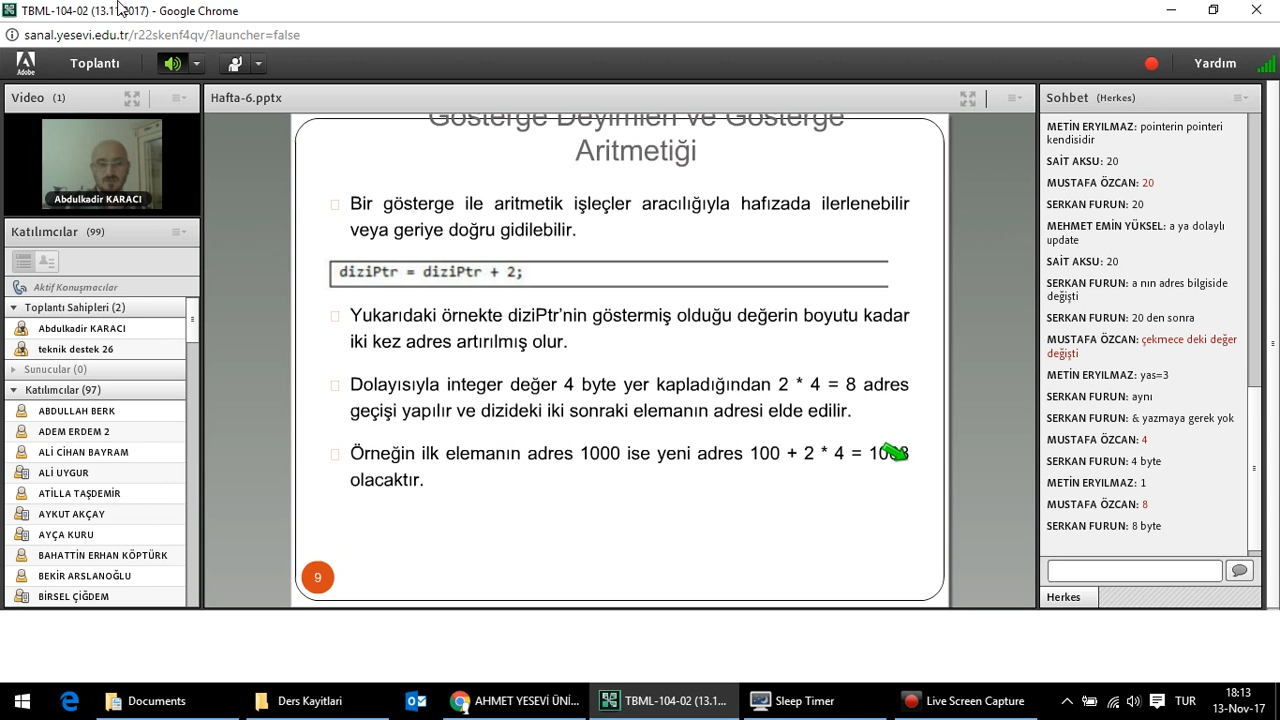 TBML-104-02 (13.11.2017) - Google Chrome
sanal.yesevi.edu.tr/r22skenf4qv/?launcher=false
Adobe
Toplantı
Yardım
Video (1)
Abdulkadir KARACI
Katılımcılar (99)
Aktif Konuşmacılar
Toplantı Sahipleri (2)
Abdulkadir KARACI
teknik destek 26
Sunucular (0)
Katılımcılar (97)
ABDULLAH BERK
ADEM ERDEM 2
ALİ CİHAN BAYRAM
ALİ UYGUR
ATİLLA TAŞDEMİR
AYKUT AKÇAY
AYÇA KURU
BAHATTİN ERHAN KÖPTÜRK
BEKİR ARSLANOĞLU
BİRSEL ÇİĞDEM
Hafta-6.pptx
Gösterge Deyimleri ve Gösterge
Aritmetiği
Bir gösterge ile aritmetik işleçler aracılığıyla hafızada ilerlenebilir
veya geriye doğru gidilebilir.
diziPtr = diziPtr + 2;
Yukarıdaki örnekte diziPtr’nin göstermiş olduğu değerin boyutu kadar
iki kez adres artırılmış olur.
Dolayısıyla integer değer 4 byte yer kapladığından 2 * 4 = 8 adres
geçişi yapılır ve dizideki iki sonraki elemanın adresi elde edilir.
Örneğin ilk elemanın adres 1000 ise yeni adres 100 + 2 * 4 = 1008
olacaktır.
9
Sohbet (Herkes)
METİN ERYILMAZ: pointerin pointeri
kendisidir
SAİT AKSU: 20
MUSTAFA ÖZCAN: 20
SERKAN FURUN: 20
MEHMET EMİN YÜKSEL: a ya dolaylı
update
SAİT AKSU: 20
SERKAN FURUN: a nın adres bilgiside
değişti
SERKAN FURUN: 20 den sonra
MUSTAFA ÖZCAN: çekmece deki değer
değişti
METİN ERYILMAZ: yas=3
SERKAN FURUN: aynı
SERKAN FURUN: & yazmaya gerek yok
MUSTAFA ÖZCAN: 4
SERKAN FURUN: 4 byte
METİN ERYILMAZ: 1
MUSTAFA ÖZCAN: 8
SERKAN FURUN: 8 byte
Herkes
Documents
Ders Kayitlari
AHMET YESEVİ ÜNİ...
TBML-104-02 (13.1...
Sleep Timer
Live Screen Capture
TUR
18:13
13-Nov-17